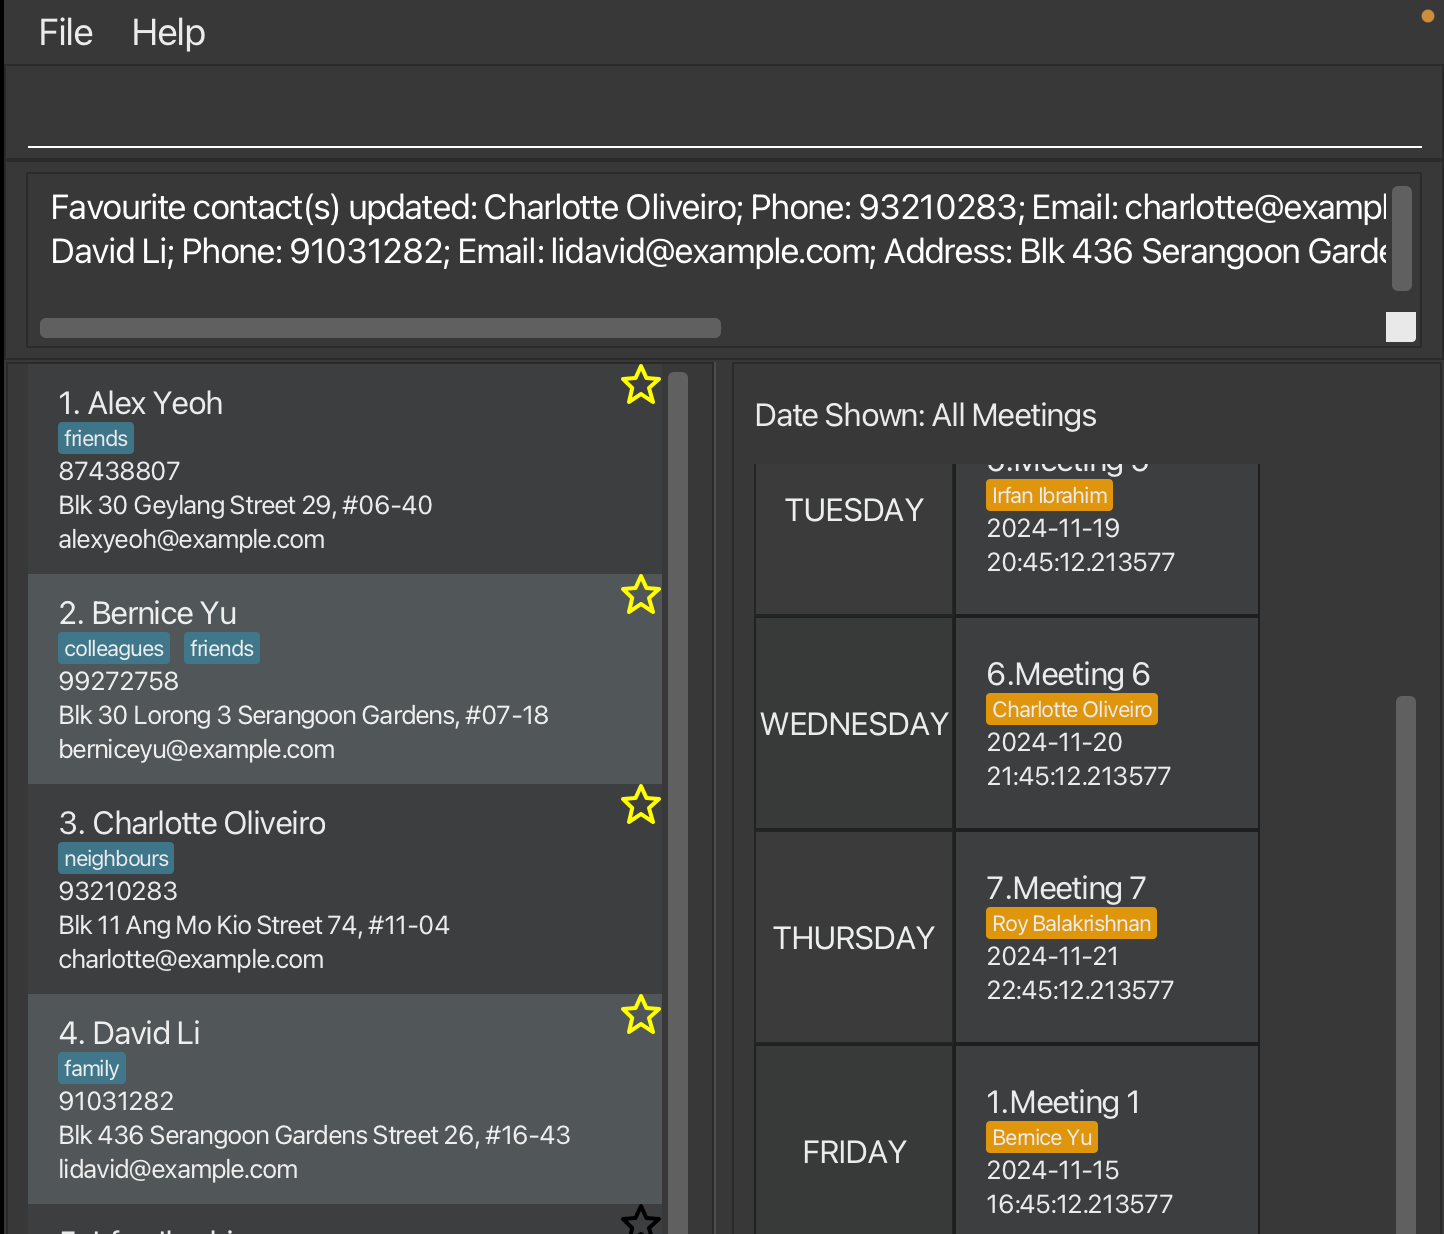 File Help
Favourite contact(s) updated: Charlotte Oliveiro; Phone: 93210283; Email: charlotte@exampl
David Li; Phone: 91031282; Email: lidavid@example.com; Address: Blk 436 Serangoon Garde
1. Alex Yeoh
friends
87438807
Blk 30 Geylang Street 29, #06-40
alexyeoh@example.com
2. Bernice Yu
colleagues friends
99272758
Blk 30 Lorong 3 Serangoon Gardens, #07-18
berniceyu@example.com
3. Charlotte Oliveiro
neighbours
93210283
Blk 11 Ang Mo Kio Street 74, #11-04
charlotte@example.com
4. David Li
family
91031282
Blk 436 Serangoon Gardens Street 26, #16-43
lidavid@example.com
Date Shown: All Meetings
TUESDAY
5.Meeting 5
Irfan Ibrahim
2024-11-19
20:45:12.213577
WEDNESDAY
6.Meeting 6
Charlotte Oliveiro
2024-11-20
21:45:12.213577
THURSDAY
7.Meeting 7
Roy Balakrishnan
2024-11-21
22:45:12.213577
FRIDAY
1.Meeting 1
Bernice Yu
2024-11-15
16:45:12.213577